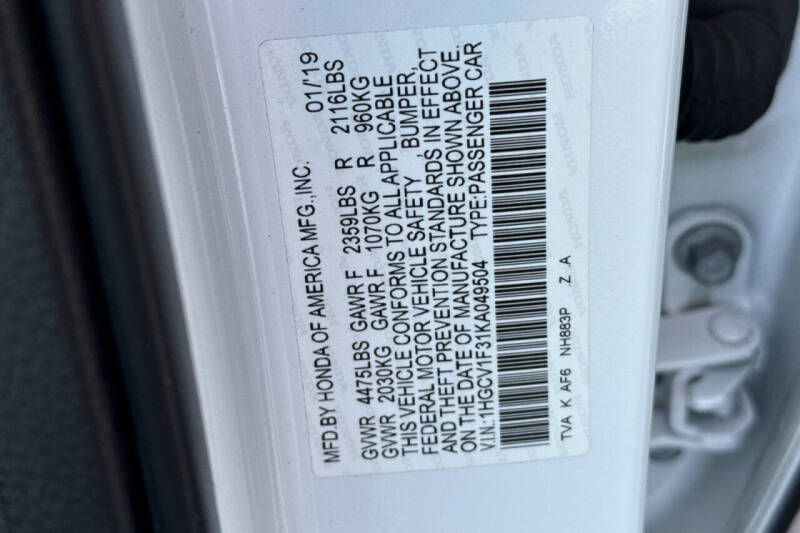 MFD.BY HONDA OF AMERICA MFG.,INC. 01/'19
GVWR 4475LBS GAWR F 2359LBS R 2116LBS
GVWR 2030KG GAWR F 1070KG R 960KG
THIS VEHICLE CONFORMS TO ALL APPLICABLE
FEDERAL MOTOR VEHICLE SAFETY , BUMPER,
AND THEFT PREVENTION STANDARDS IN EFFECT
ON THE DATE OF MANUFACTURE SHOWN ABOVE.
V.I.N.:1HGCV1F31KA049504 TYPE:PASSENGER CAR
TVA K AF6 NH883P .Z .A